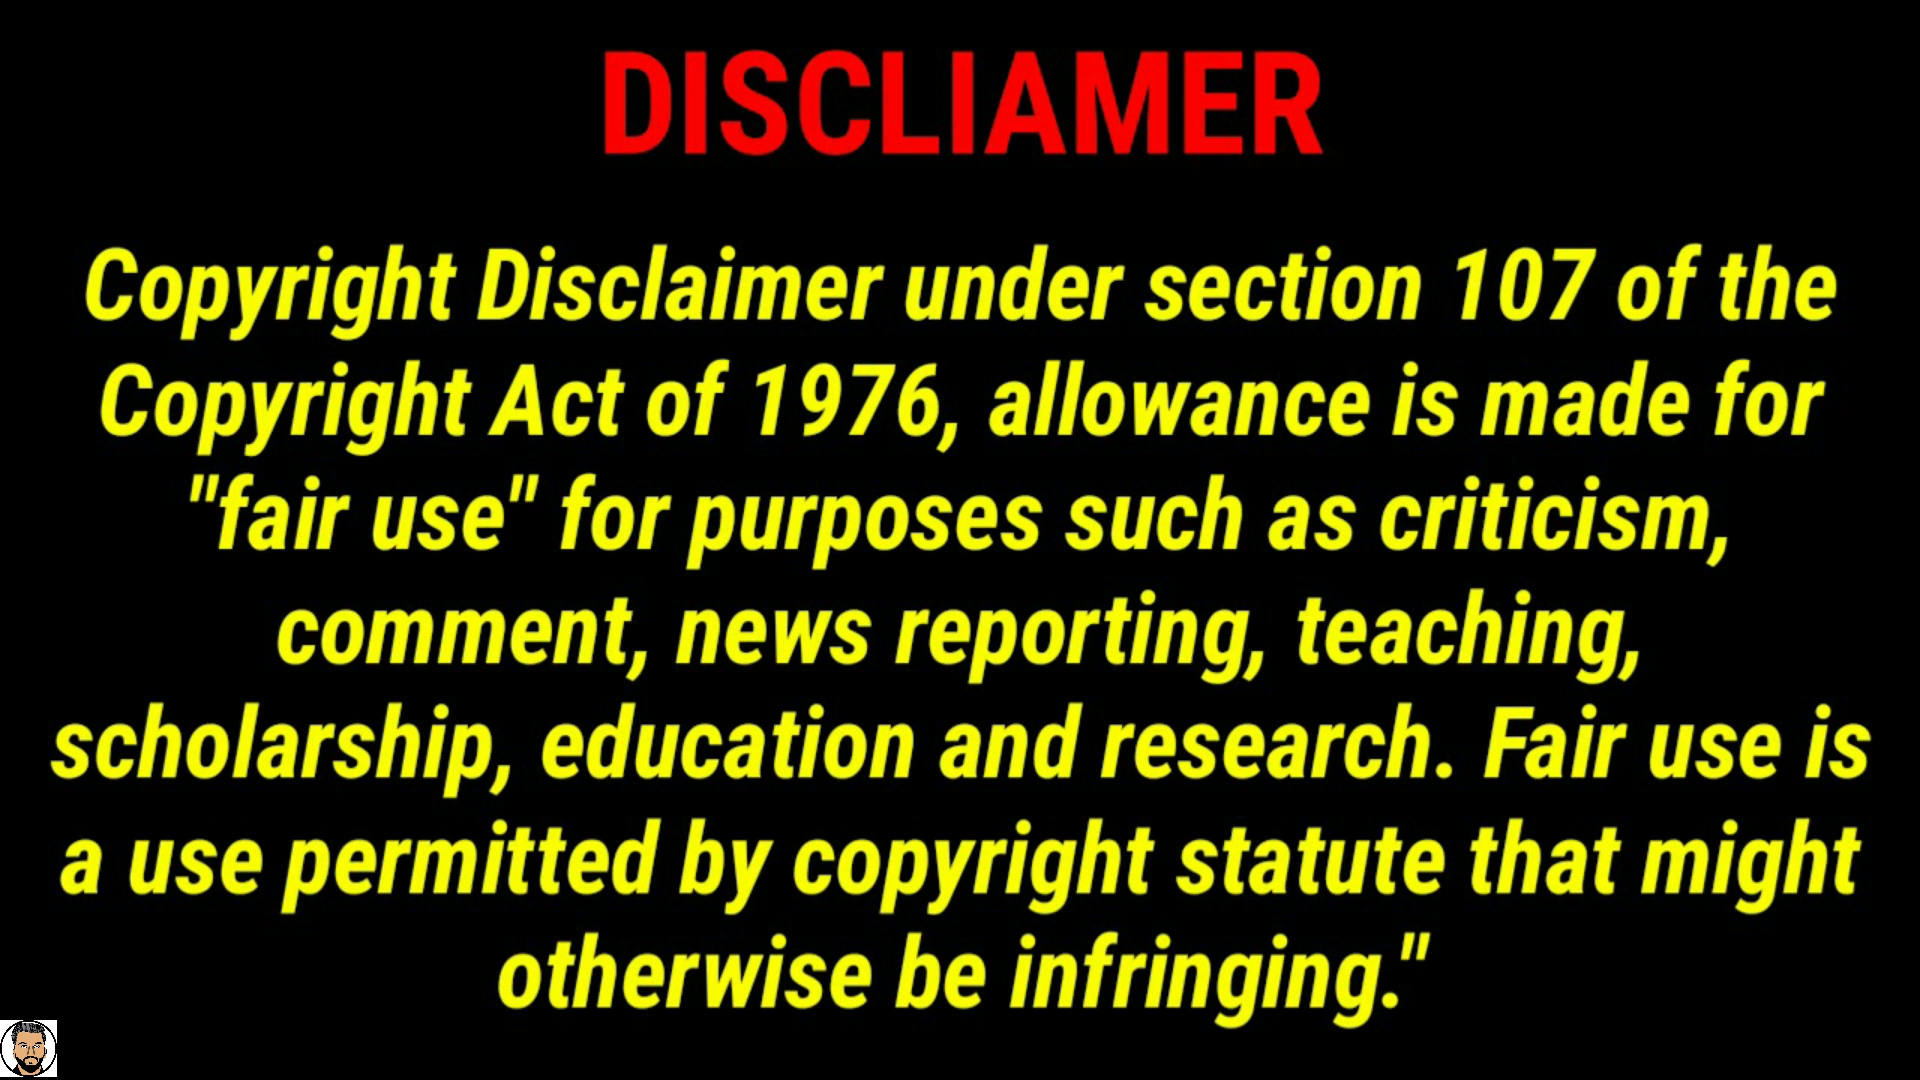 DISCLIAMER
Copyright Disclaimer under section 107 of the
Copyright Act of 1976, allowance is made for
"fair use" for purposes such as criticism,
comment, news reporting, teaching,
scholarship, education and research. Fair use is
a use permitted by copyright statute that might
otherwise be infringing."